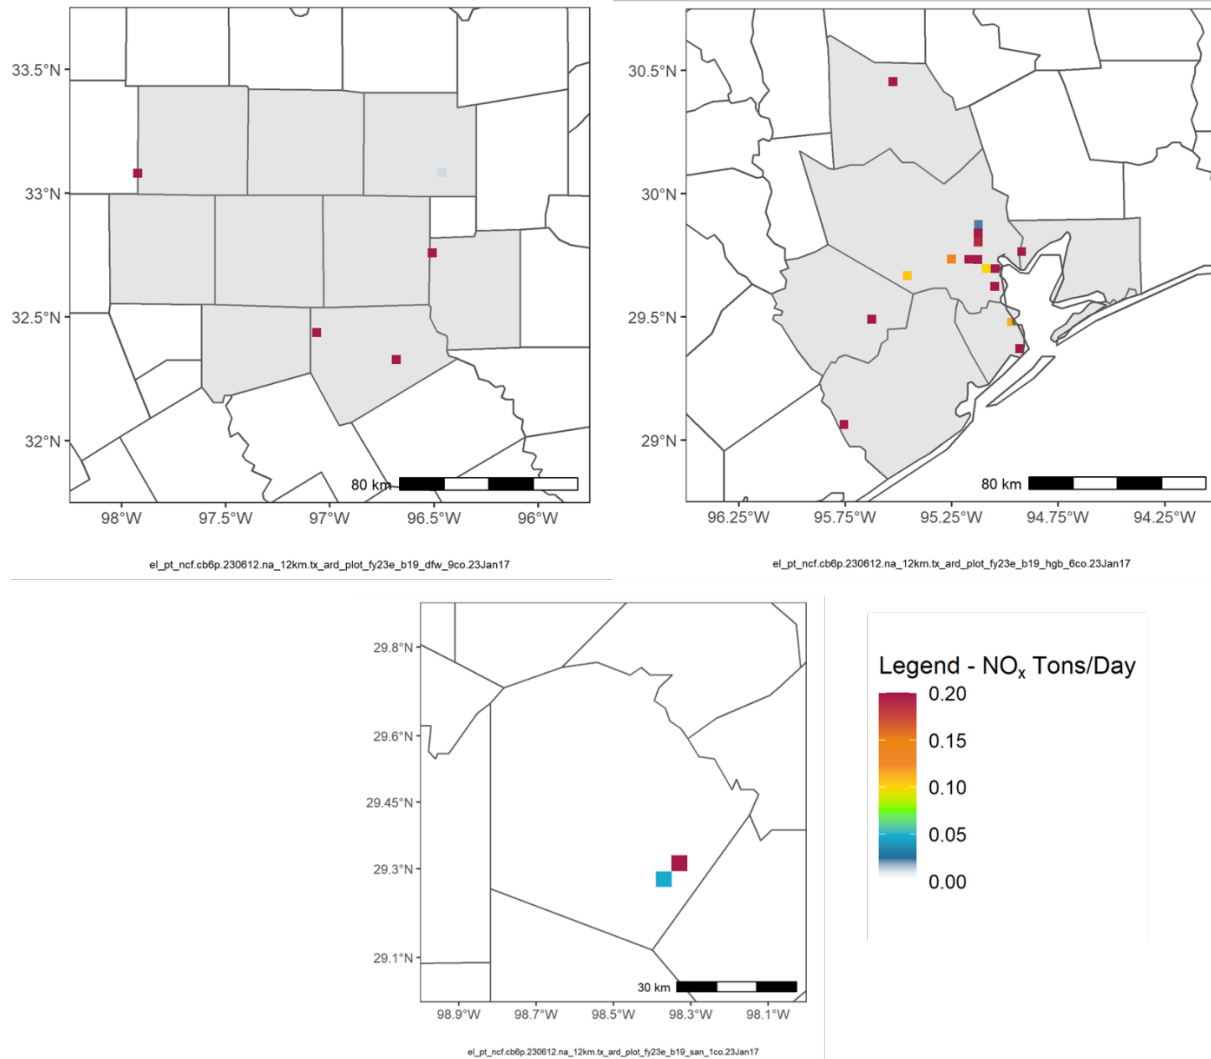 33.5°N
33°N
32.5°N
32°N
80 km
98°W 97.5°W 97°W 96.5°W 96°W
el_pt_ncf.cb6p.230612.na_12km.tx_ard_plot_fy23e_b19_dfw_9co.23Jan17
30.5°N
30°N
29.5°N
29°N
80 km
96.25°W 95.75°W 95.25°W 94.75°W 94.25°W
el_pt_ncf.cb6p.230612.na_12km.tx_ard_plot_fy23e_b19_hgb_6co.23Jan17
29.8°N
29.6°N
29.45°N
29.3°N
29.1°N
30 km
98.9°W 98.7°W 98.5°W 98.3°W 98.1°W
el_pt_ncf.cb6p.230612.na_12km.tx_ard_plot_fy23e_b19_san_1co.23Jan17
Legend - NOₓ Tons/Day
0.20
0.15
0.10
0.05
0.00